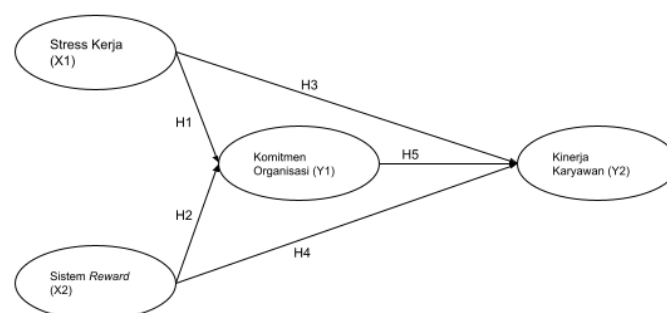 Stress Kerja
(X1)
H3
H1
Komitmen
Organisasi (Y1)
H5
Kinerja
Karyawan (Y2)
H2
H4
Sistem Reward
(X2)